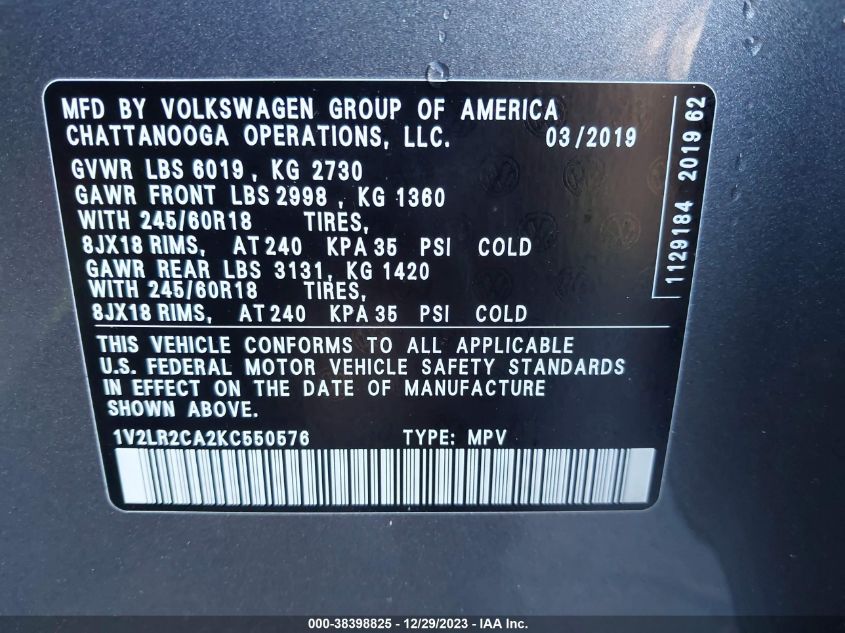 MFD BY VOLKSWAGEN GROUP OF AMERICA
CHATTANOOGA OPERATIONS, LLC. 03/2019
GVWR LBS 6019, KG 2730
GAWR FRONT LBS 2998, KG 1360
WITH 245/60R18 TIRES,
8JX18 RIMS, AT 240 KPA 35 PSI COLD
GAWR REAR LBS 3131, KG 1420
WITH 245/60R18 TIRES,
8JX18 RIMS, AT 240 KPA 35 PSI COLD
THIS VEHICLE CONFORMS TO ALL APPLICABLE
U.S. FEDERAL MOTOR VEHICLE SAFETY STANDARDS
IN EFFECT ON THE DATE OF MANUFACTURE
SHOWN ABOVE.
1V2LR2CA2KC550576 TYPE: MPV
1129184 2019 62
000-38398825 - 12/29/2023 - IAA Inc.